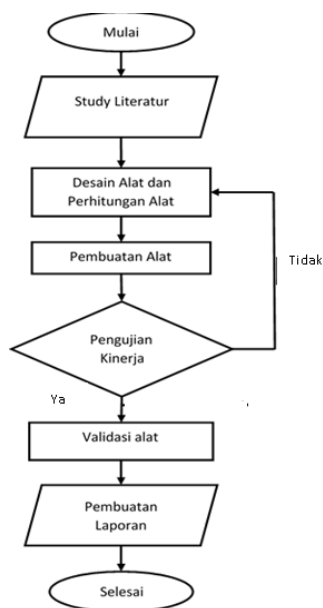 Mulai
Study Literatur
Desain Alat dan
Perhitungan Alat
Pembuatan Alat
Tidak
Pengujian
Kinerja
Ya
Validasi alat
Pembuatan
Laporan
Selesai